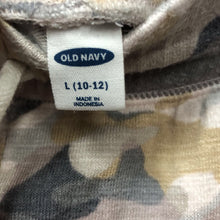 OLD NAVY
L (10-12)
MADE IN
INDONESIA